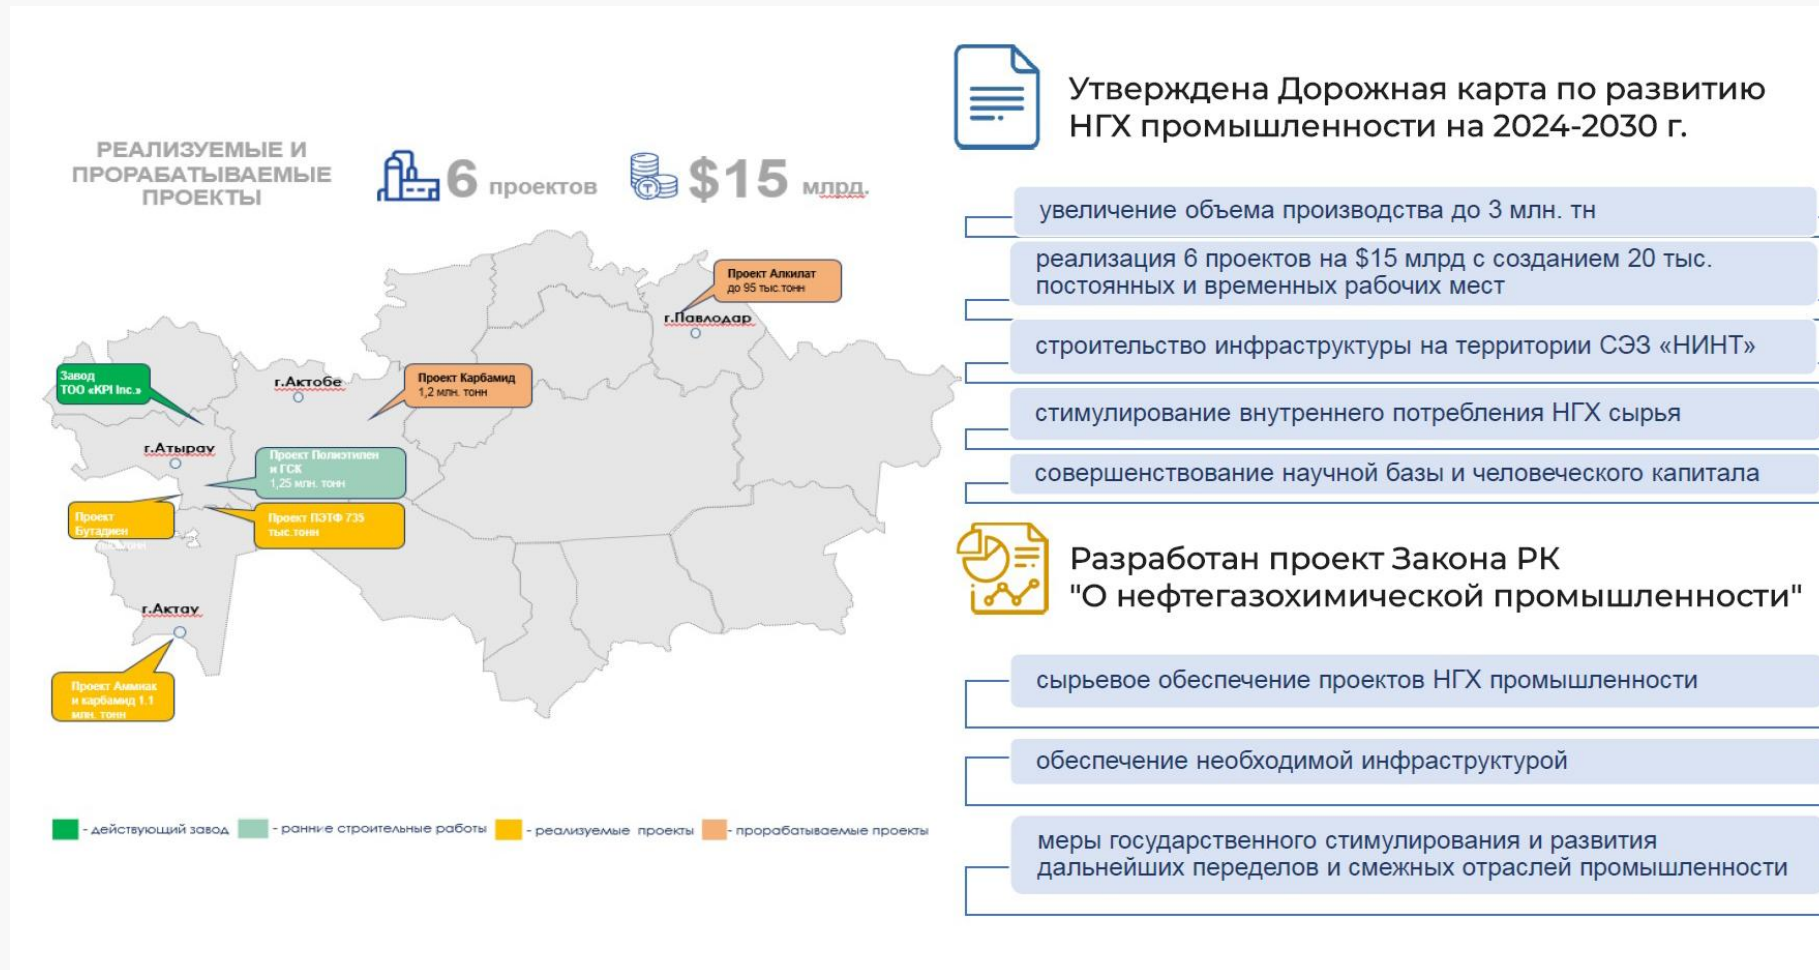 РЕАЛИЗУЕМЫЕ И
ПРОРАБАТЫВАЕМЫЕ
ПРОЕКТЫ
6 проектов
$15 млрд.
Проект Алкилат
до 95 тыс.тонн
г.Павлодар
Завод
ТОО «KPI Inc.»
г.Актобе
Проект Карбамид
1,2 млн. тонн
г.Атырау
Проект Полиэтилен
и ГСК
1,25 млн. тонн
Проект
Бутадиен
тонн
Проект ПЭТФ 735
тыс.тонн
г.Актау
Проект Аммиак
и карбамид 1.1
млн. тонн
- действующий завод
- ранние строительные работы
- реализуемые проекты
- прорабатываемые проекты
Утверждена Дорожная карта по развитию
НГХ промышленности на 2024-2030 г.
увеличение объема производства до 3 млн. тн
реализация 6 проектов на $15 млрд с созданием 20 тыс.
постоянных и временных рабочих мест
строительство инфраструктуры на территории СЭЗ «НИНТ»
стимулирование внутреннего потребления НГХ сырья
совершенствование научной базы и человеческого капитала
Разработан проект Закона РК
"О нефтегазохимической промышленности"
сырьевое обеспечение проектов НГХ промышленности
обеспечение необходимой инфраструктурой
меры государственного стимулирования и развития
дальнейших переделов и смежных отраслей промышленности